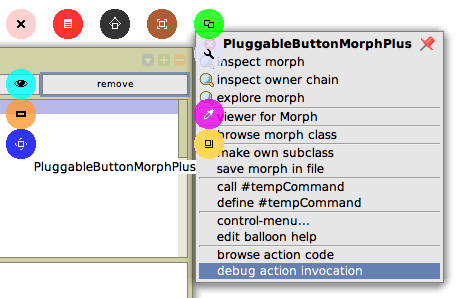 PluggableButtonMorphPlus
inspect morph
inspect owner chain
explore morph
viewer for Morph
browse morph class
make own subclass
save morph in file
call #tempCommand
define #tempCommand
control-menu...
edit balloon help
browse action code
debug action invocation
remove
PluggableButtonMorphPlus